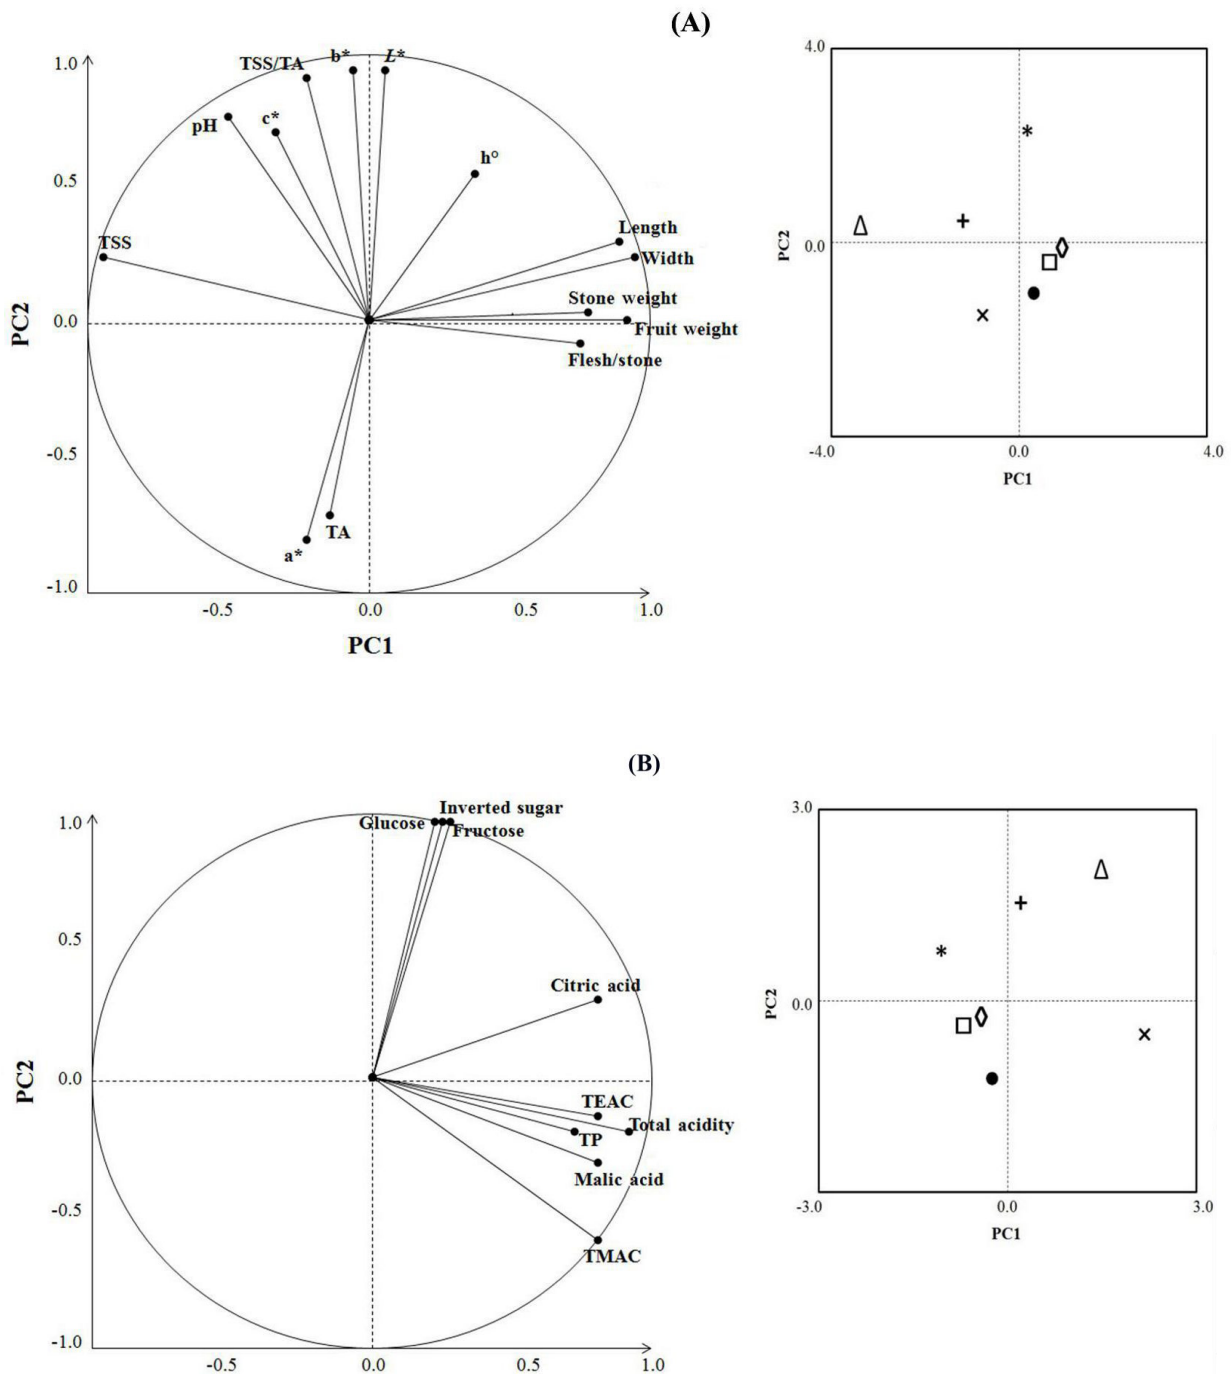 (A)
1.0
0.5
0.0
-0.5
-1.0
PC2
TSS/TA
b*
L*
pH
c*
h°
TSS
Length
Width
Stone weight
Fruit weight
Flesh/stone
TA
a*
-0.5
0.0
0.5
1.0
PC1
4.0
PC2
0.0
-4.0
0.0
4.0
PC1
(B)
1.0
0.5
0.0
-0.5
-1.0
PC2
Inverted sugar
Glucose
Fructose
Citric acid
TEAC
Total acidity
TP
Malic acid
TMAC
-0.5
0.0
0.5
1.0
3.0
PC2
0.0
-3.0
0.0
3.0
PC1